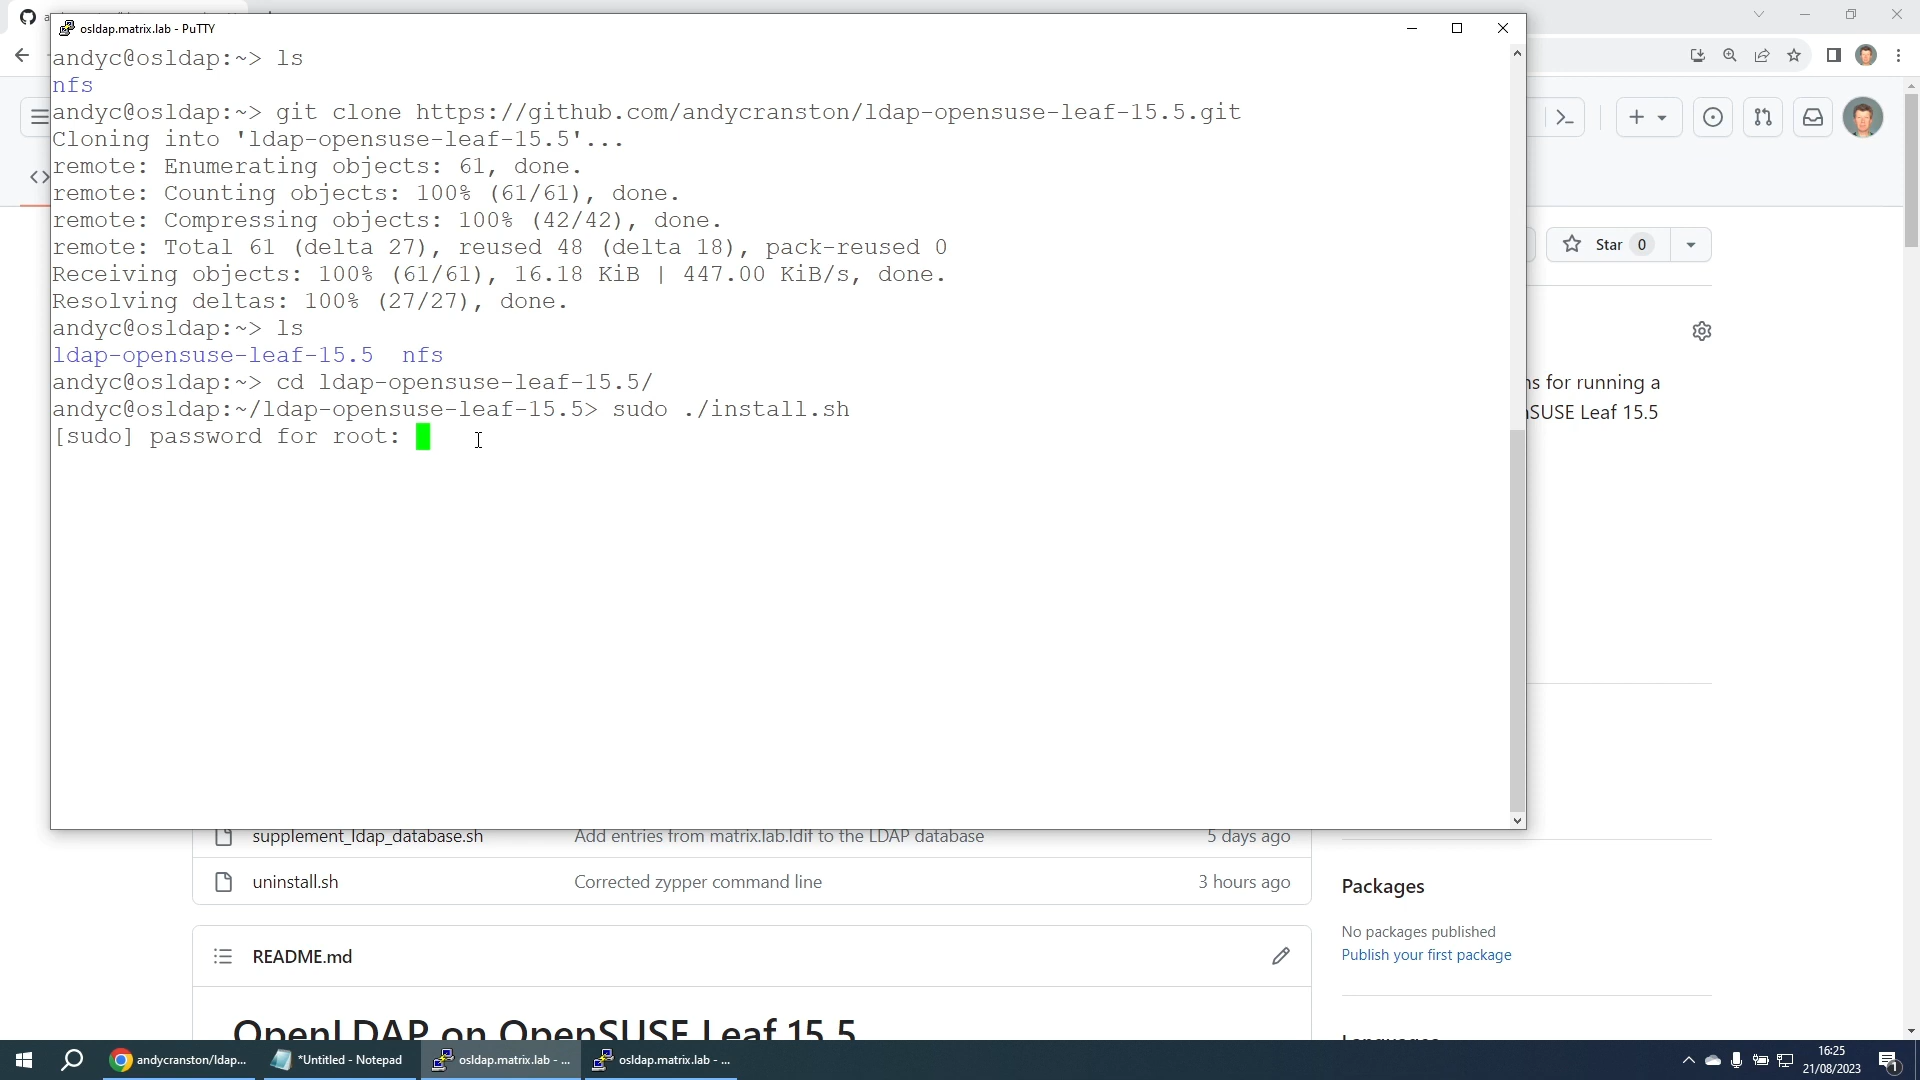 osldap.matrix.lab - PuTTY
andyc@osldap:~> ls
nfs
andyc@osldap:~> git clone https://github.com/andycranston/ldap-opensuse-leaf-15.5.git
Cloning into 'ldap-opensuse-leaf-15.5'...
remote: Enumerating objects: 61, done.
remote: Counting objects: 100% (61/61), done.
remote: Compressing objects: 100% (42/42), done.
remote: Total 61 (delta 27), reused 48 (delta 18), pack-reused 0
Receiving objects: 100% (61/61), 16.18 KiB | 447.00 KiB/s, done.
Resolving deltas: 100% (27/27), done.
andyc@osldap:~> ls
ldap-opensuse-leaf-15.5  nfs
andyc@osldap:~> cd ldap-opensuse-leaf-15.5/
andyc@osldap:~/ldap-opensuse-leaf-15.5> sudo ./install.sh
[sudo] password for root:
Star 0
for running a
Leaf 15.5
supplement_ldap_database.sh Add entries from matrix.lab.ldif to the LDAP database 5 days ago
uninstall.sh Corrected zypper command line 3 hours ago
Packages
No packages published
Publish your first package
README.md
OpenLDAP on OpenSUSE Leaf 15.5
andycranston/ldap...
*Untitled - Notepad
osldap.matrix.lab - ...
osldap.matrix.lab - ...
16:25
21/08/2023
1